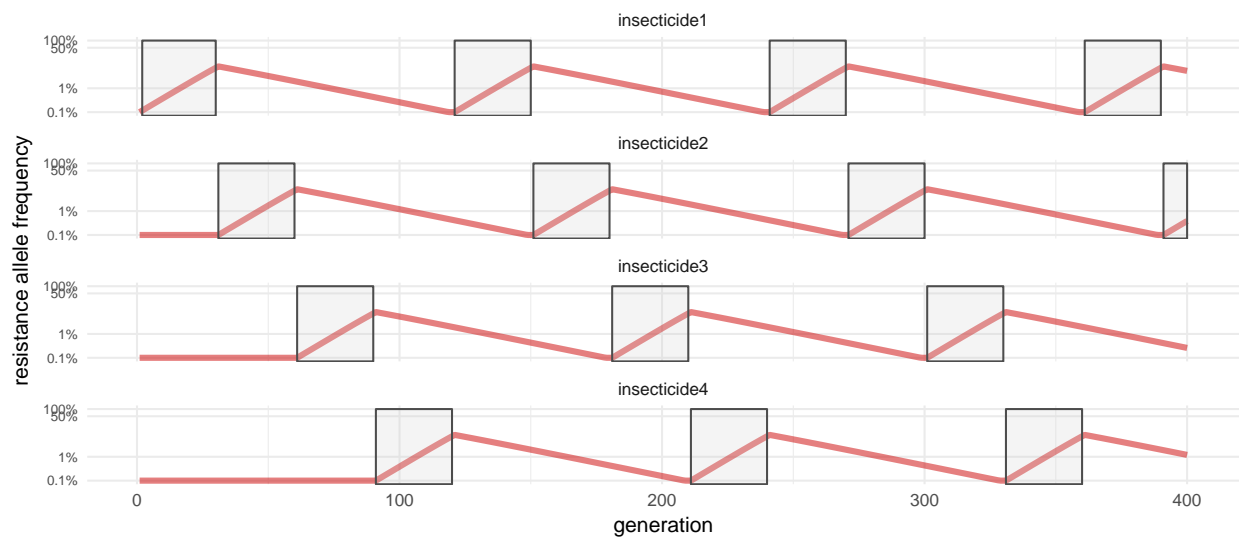 insecticide1
100%
50%
1%
0.1%
insecticide2
100%
50%
1%
0.1%
resistance allele frequency
insecticide3
100%
50%
1%
0.1%
insecticide4
100%
50%
1%
0.1%
0 100 200 300 400
generation